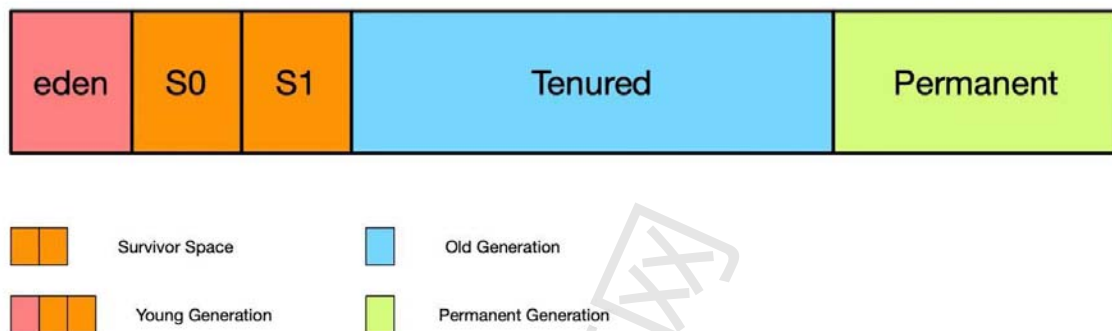 eden S0 S1 Tenured Permanent
Survivor Space Old Generation
Young Generation Permanent Generation